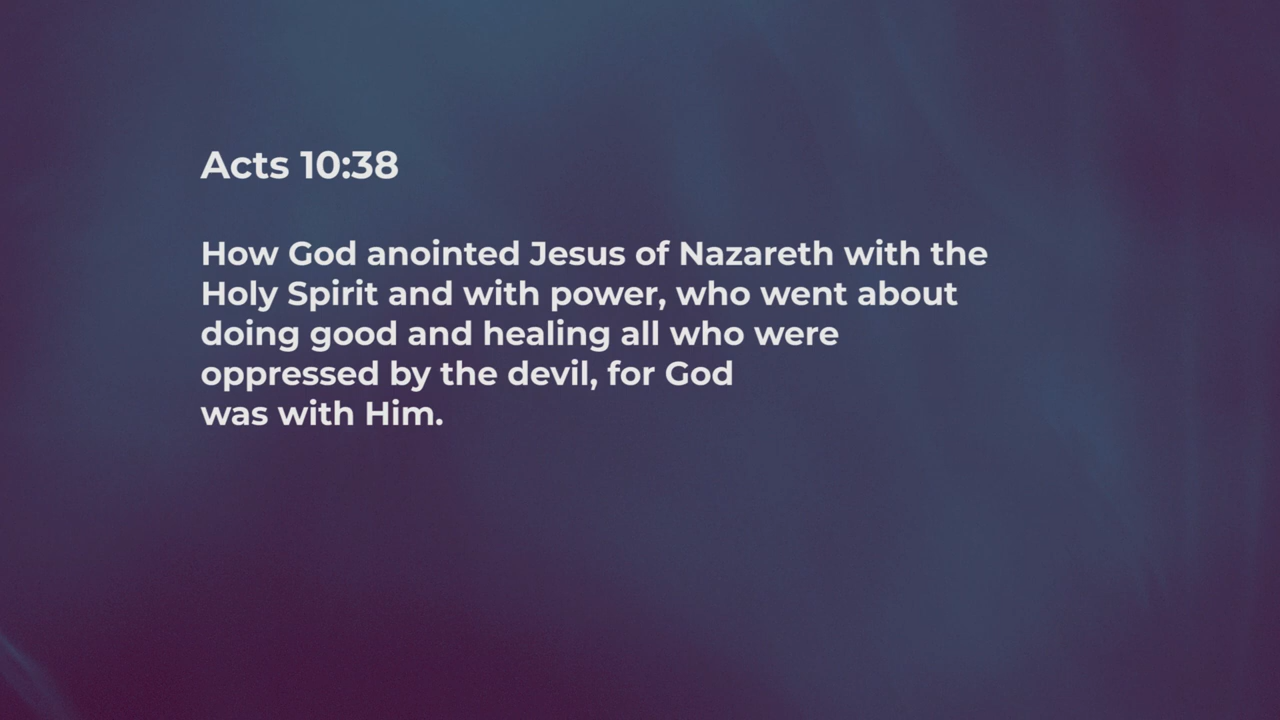 Acts 10:38
How God anointed Jesus of Nazareth with the
Holy Spirit and with power, who went about
doing good and healing all who were
oppressed by the devil, for God
was with Him.